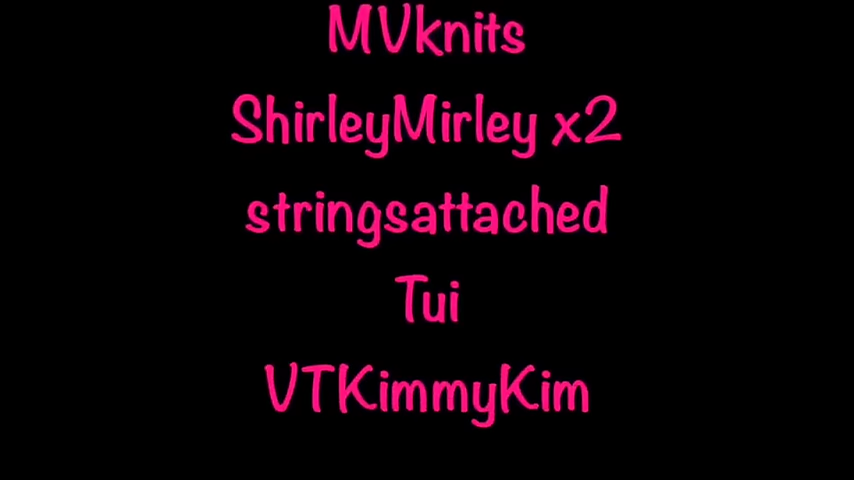 MVknits
ShirleyMirley x2
stringsattached
Tui
VTKimmyKim